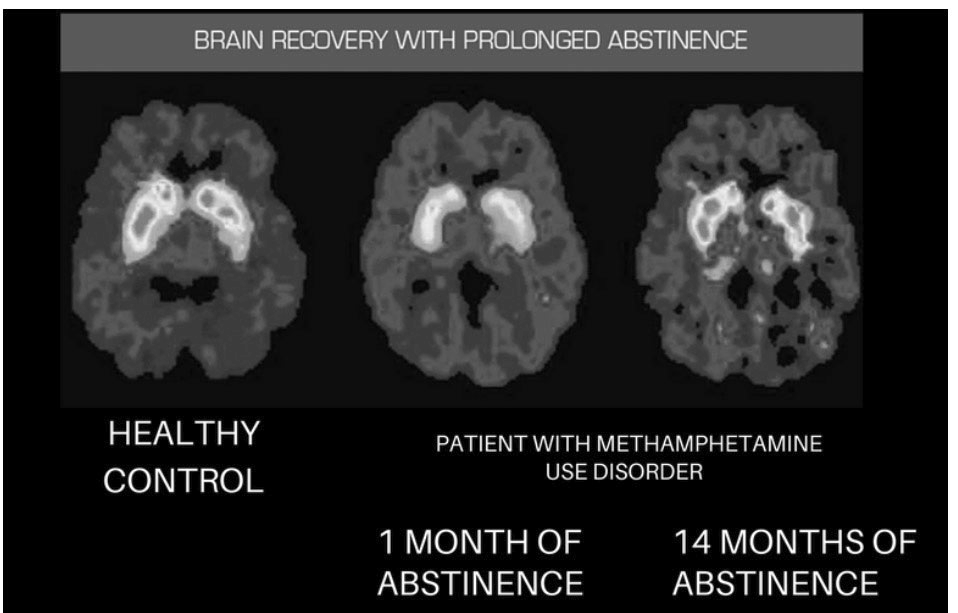 BRAIN RECOVERY WITH PROLONGED ABSTINENCE
HEALTHY
CONTROL
PATIENT WITH METHAMPHETAMINE
USE DISORDER
1 MONTH OF
ABSTINENCE
14 MONTHS OF
ABSTINENCE